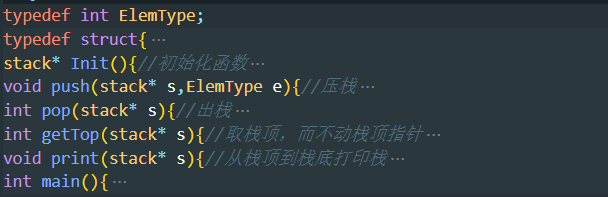 typedef int ElemType;
typedef struct{…
stack* Init(){//初始化函数…
void push(stack* s,ElemType e){//压栈…
int pop(stack* s){//出栈…
int getTop(stack* s){//取栈顶，而不动栈顶指针…
void print(stack* s){//从栈顶到栈底打印栈…
int main(){…